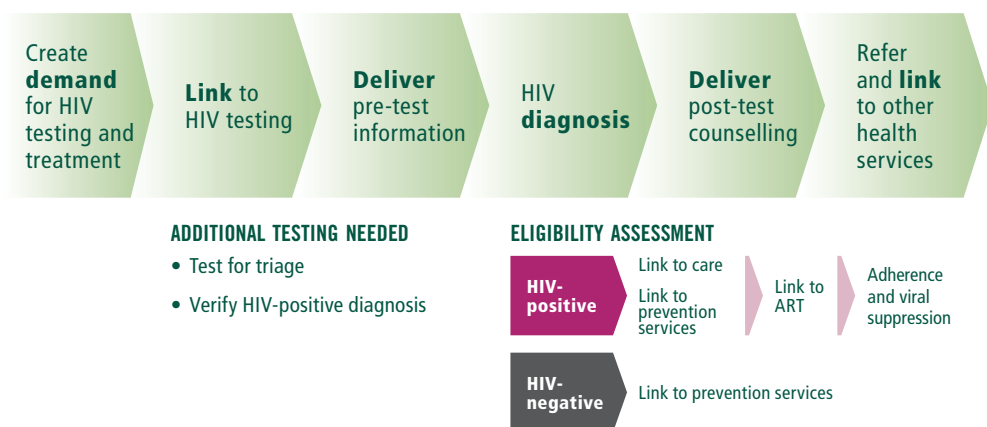 Create
demand
for HIV
testing and
treatment
Link to
HIV testing
Deliver
pre-test
information
HIV
diagnosis
Deliver
post-test
counselling
Refer
and link
to other
health
services
ADDITIONAL TESTING NEEDED
• Test for triage
• Verify HIV-positive diagnosis
ELIGIBILITY ASSESSMENT
HIV-
positive
Link to care
Link to
prevention
services
Link to
ART
Adherence
and viral
suppression
HIV-
negative
Link to prevention services